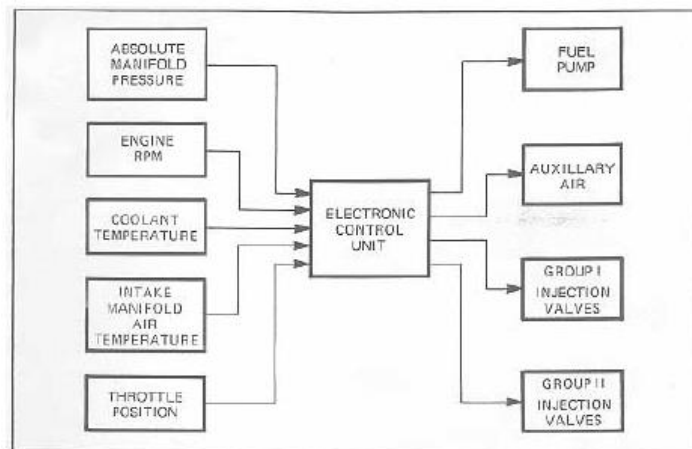 ABSOLUTE
MANIFOLD
PRESSURE
ENGINE
RPM
COOLANT
TEMPERATURE
INTAKE
MANIFOLD
AIR
TEMPERATURE
THROTTLE
POSITION
ELECTRONIC
CONTROL
UNIT
FUEL
PUMP
AUXILLARY
AIR
GROUP I
INJECTION
VALVES
GROUP II
INJECTION
VALVES